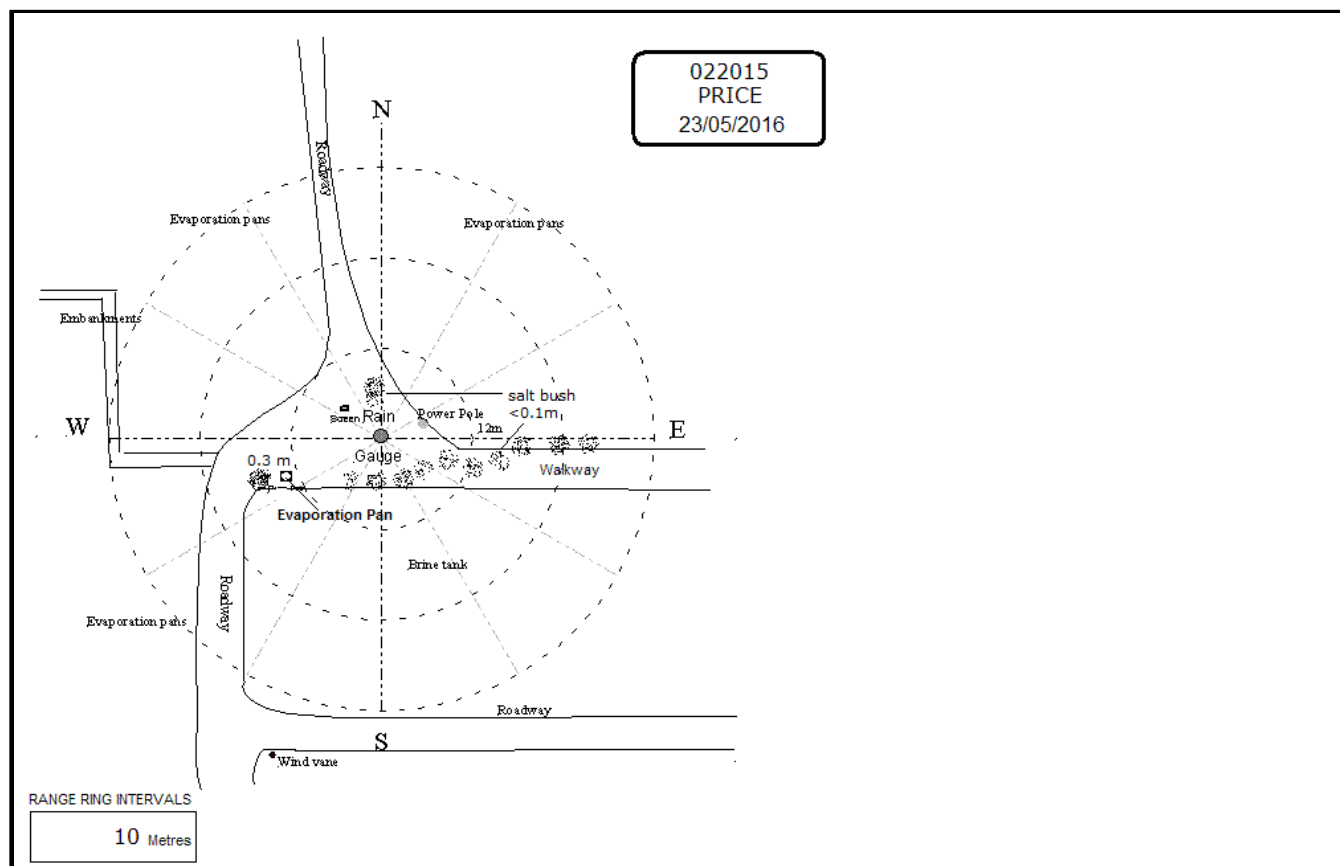 022015
PRICE
23/05/2016
N
Roadway
Evaporation pans
Evaporation pans
Embankments
salt bush
<0.1m
Screen
Rain
Power Pole
12m
W
E
Gauge
0.3 m
Walkway
Evaporation Pan
Brine tank
Roadway
Evaporation pans
Roadway
S
Wind vane
RANGE RING INTERVALS
10 Metres